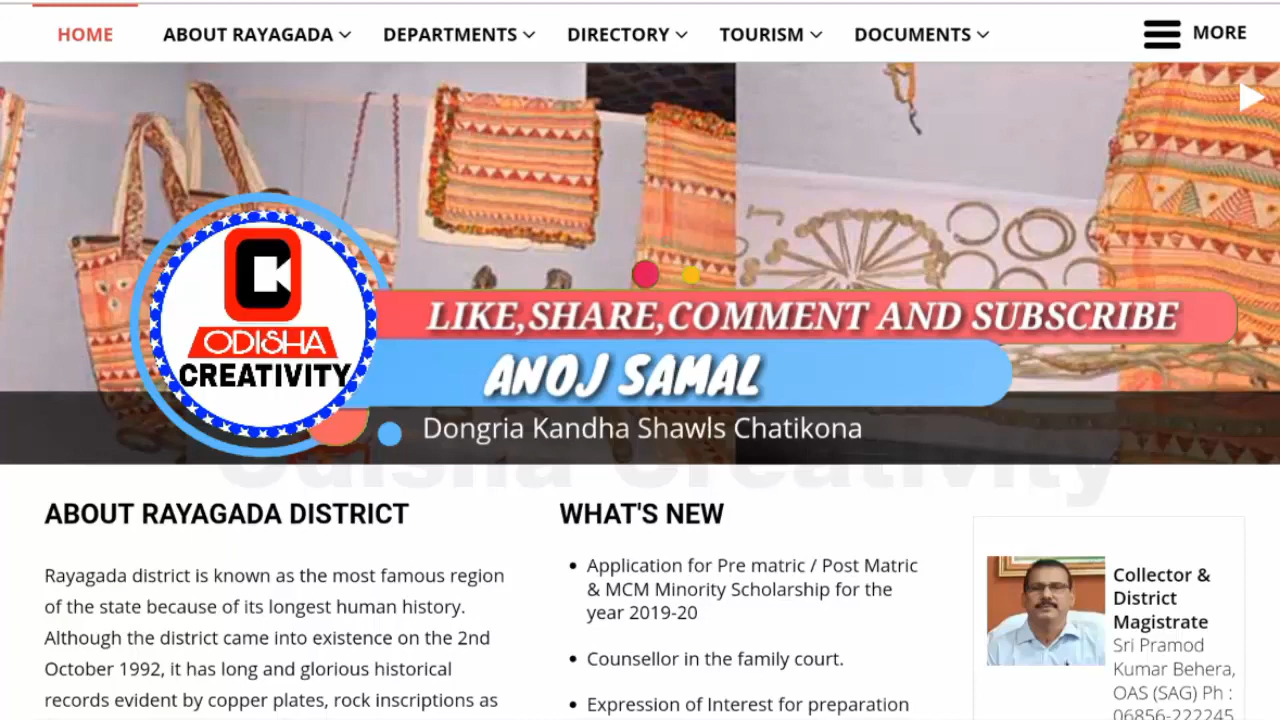 HOME
ABOUT RAYAGADA
DEPARTMENTS
DIRECTORY
TOURISM
DOCUMENTS
MORE
LIKE,SHARE,COMMENT AND SUBSCRIBE
ANOJ SAMAL
ODISHA
CREATIVITY
Dongria Kandha Shawls Chatikona
Odisha Creativity
ABOUT RAYAGADA DISTRICT
Rayagada district is known as the most famous region
of the state because of its longest human history.
Although the district came into existence on the 2nd
October 1992, it has long and glorious historical
records evident by copper plates, rock inscriptions as
WHAT'S NEW
Application for Pre matric / Post Matric
& MCM Minority Scholarship for the
year 2019-20
Counsellor in the family court.
Expression of Interest for preparation
Collector &
District
Magistrate
Sri Pramod
Kumar Behera,
OAS (SAG) Ph :
06856-222245